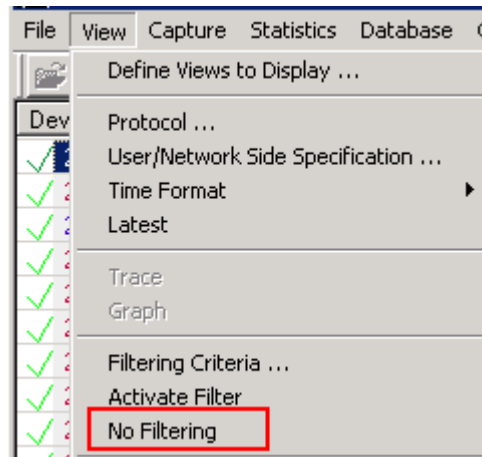 File View Capture Statistics Database
Define Views to Display ...
Dev
Protocol ...
User/Network Side Specification ...
Time Format
Latest
Trace
Graph
Filtering Criteria ...
Activate Filter
No Filtering